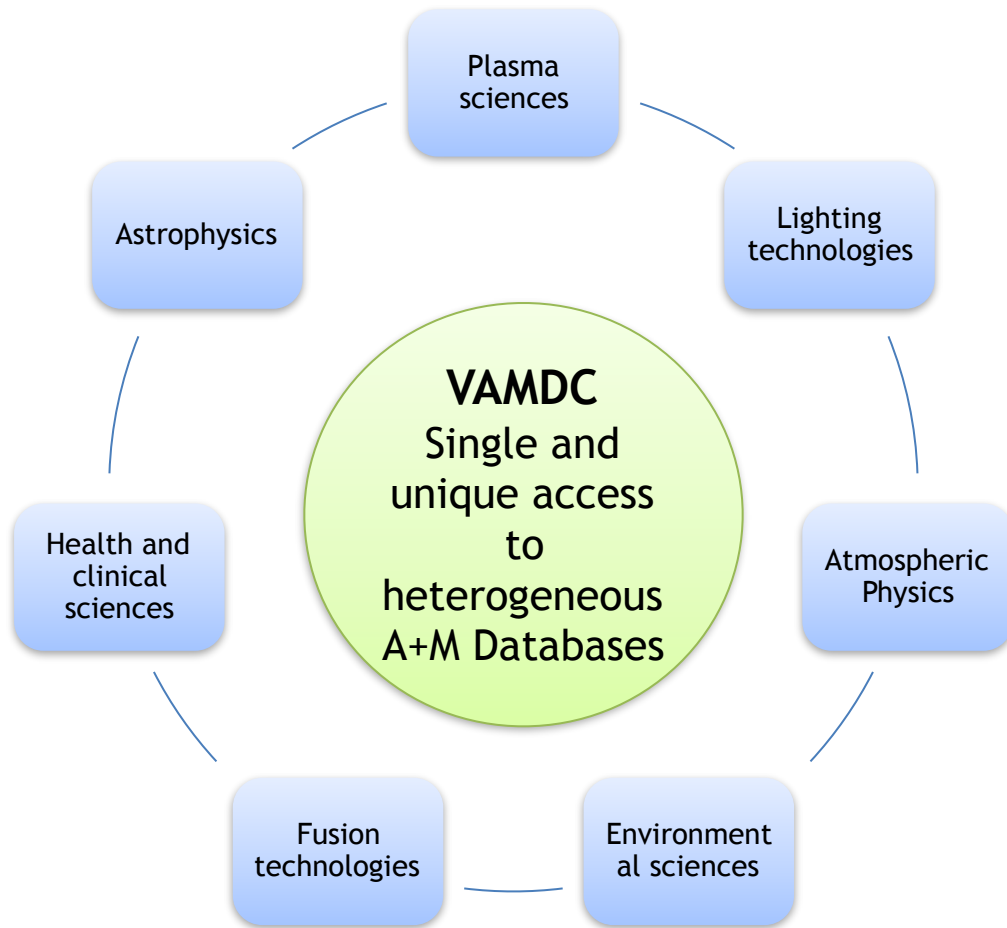 Plasma
sciences
Lighting
technologies
Atmospheric
Physics
Environment
al sciences
Fusion
technologies
Health and
clinical
sciences
Astrophysics
VAMDC
Single and
unique access
to
heterogeneous
A+M Databases